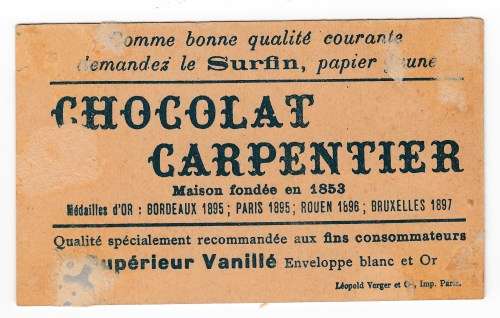 Comme bonne qualité courante
demandez le Surfin, papier jaune
CHOCOLAT
CARPENTIER
Maison fondée en 1853
Médailles d'OR : BORDEAUX 1895 ; PARIS 1895 ; ROUEN 1896 ; BRUXELLES 1897
Qualité spécialement recommandée aux fins consommateurs
Supérieur Vanillé Enveloppe blanc et Or
Léopold Verger et Cie, Imp. Paris.